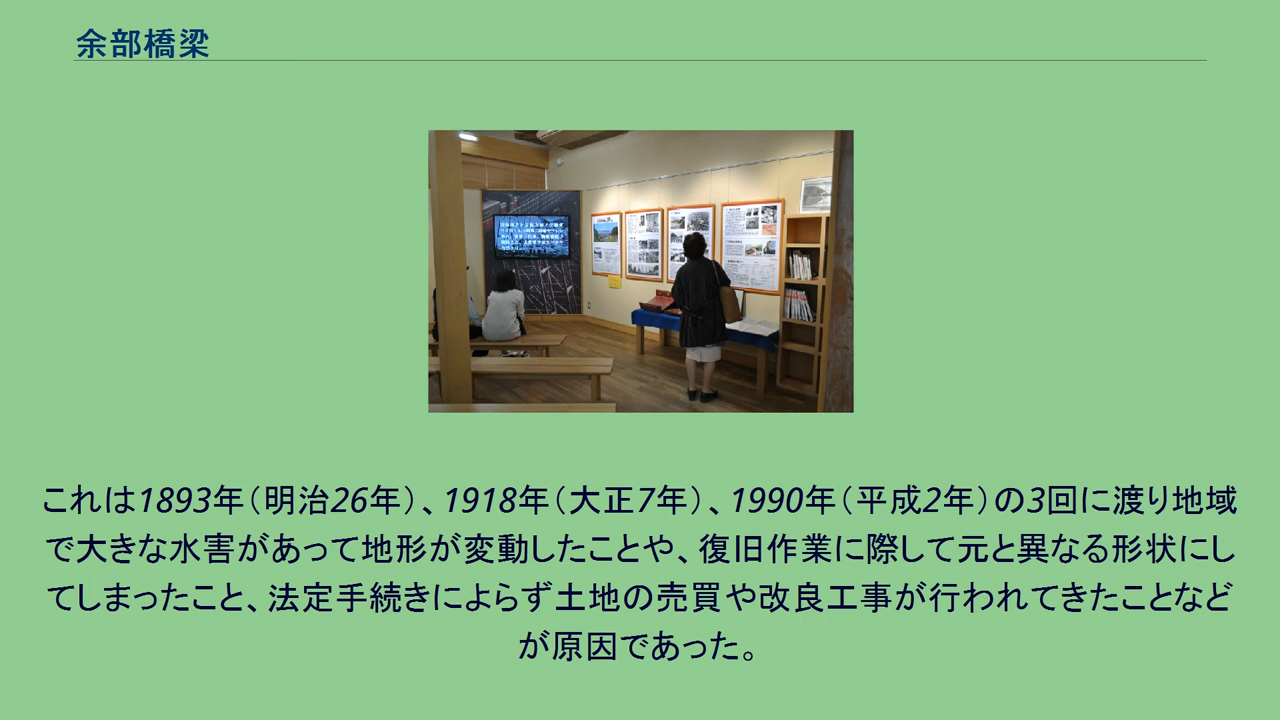 余部橋梁
これは1893年（明治26年）、1918年（大正7年）、1990年（平成2年）の3回に渡り地域
で大きな水害があって地形が変動したことや、復旧作業に際して元と異なる形状にし
てしまったこと、法定手続きによらず土地の売買や改良工事が行われてきたことなど
が原因であった。